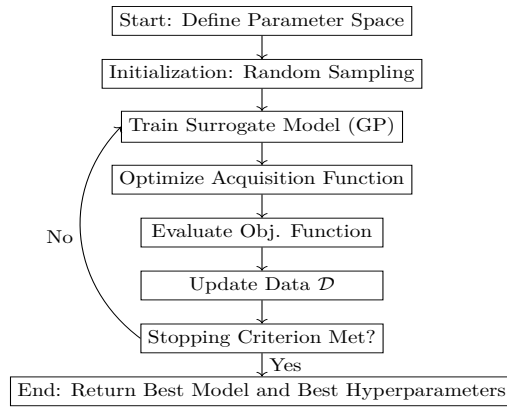 Start: Define Parameter Space
Initialization: Random Sampling
Train Surrogate Model (GP)
Optimize Acquisition Function
Evaluate Obj. Function
No
Update Data 𝒟
Stopping Criterion Met?
Yes
End: Return Best Model and Best Hyperparameters